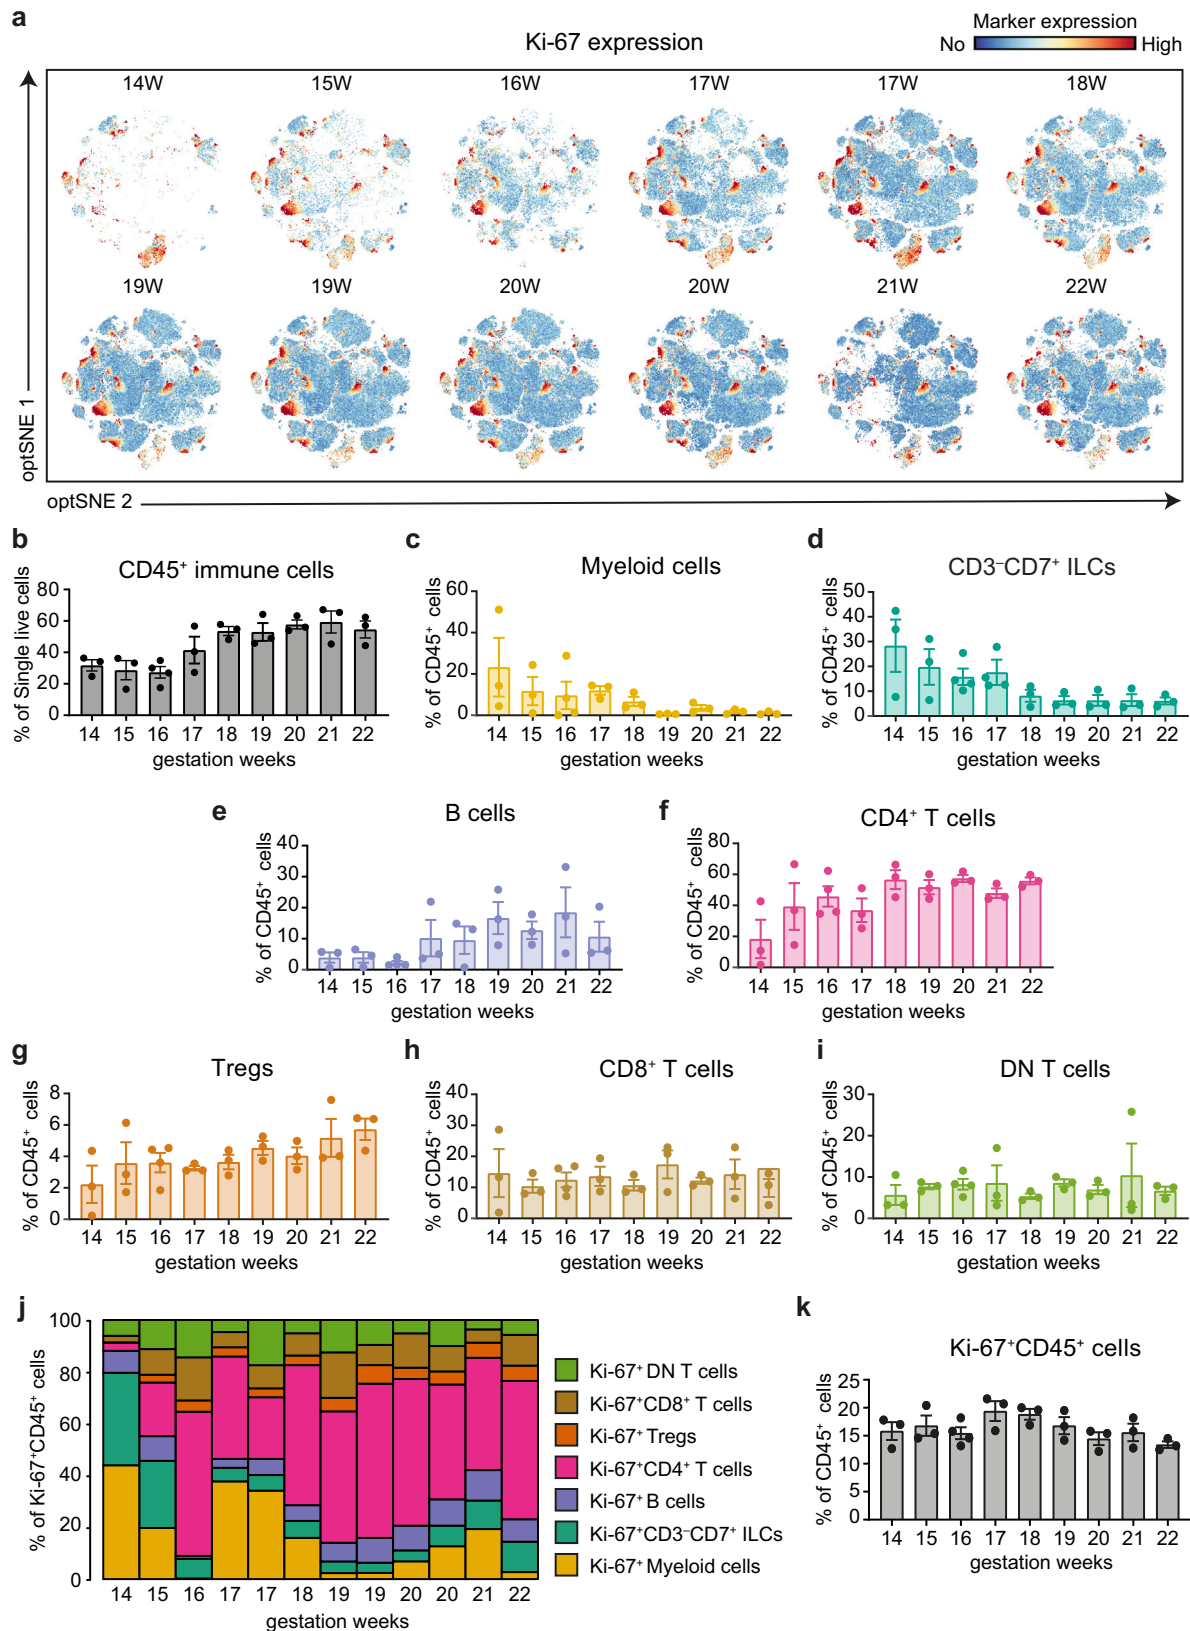 a
Ki-67 expression
Marker expression
No High
14W 15W 16W 17W 17W 18W
19W 19W 20W 20W 21W 22W
optSNE 1
optSNE 2
b
CD45⁺ immune cells
% of Single live cells
80
60
40
20
0
14 15 16 17 18 19 20 21 22
gestation weeks
c
Myeloid cells
% of CD45⁺ cells
60
40
20
0
14 15 16 17 18 19 20 21 22
gestation weeks
d
CD3⁻CD7⁺ ILCs
% of CD45⁺ cells
50
40
30
20
10
0
14 15 16 17 18 19 20 21 22
gestation weeks
e
B cells
% of CD45⁺ cells
40
30
20
10
0
14 15 16 17 18 19 20 21 22
gestation weeks
f
CD4⁺ T cells
% of CD45⁺ cells
80
60
40
20
0
14 15 16 17 18 19 20 21 22
gestation weeks
g
Tregs
% of CD45⁺ cells
8
6
4
2
0
14 15 16 17 18 19 20 21 22
gestation weeks
h
CD8⁺ T cells
% of CD45⁺ cells
40
30
20
10
0
14 15 16 17 18 19 20 21 22
gestation weeks
i
DN T cells
% of CD45⁺ cells
30
20
10
0
14 15 16 17 18 19 20 21 22
gestation weeks
j
% of Ki-67⁺CD45⁺ cells
100
80
60
40
20
0
14 15 16 17 17 18 19 19 20 20 21 22
gestation weeks
Ki-67⁺ DN T cells
Ki-67⁺CD8⁺ T cells
Ki-67⁺ Tregs
Ki-67⁺CD4⁺ T cells
Ki-67⁺ B cells
Ki-67⁺CD3⁻CD7⁺ ILCs
Ki-67⁺ Myeloid cells
k
Ki-67⁺CD45⁺ cells
% of CD45⁺ cells
25
20
15
10
5
0
14 15 16 17 18 19 20 21 22
gestation weeks